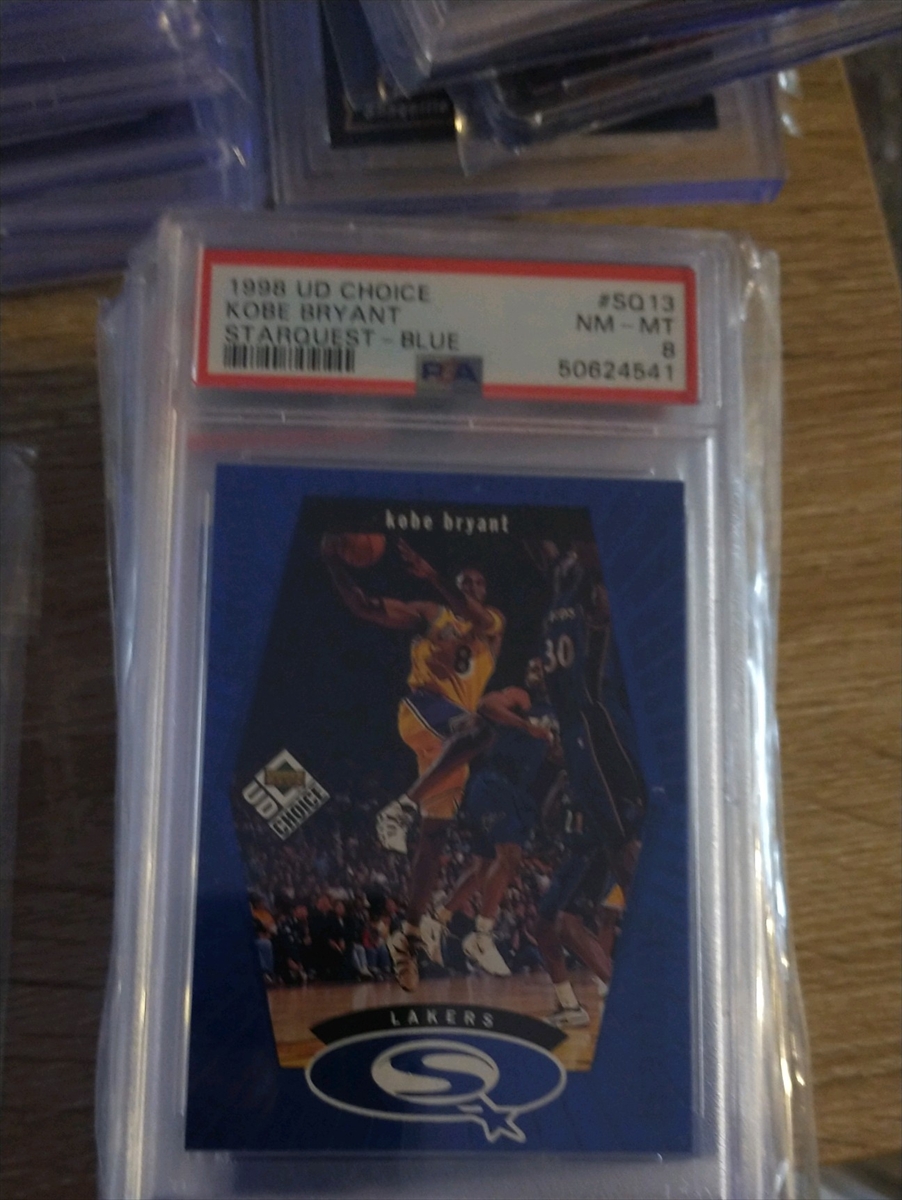 1998 UD CHOICE #SQ13
KOBE BRYANT NM - MT
STARQUEST - BLUE 8
PSA 50624541
kobe bryant
8
30
21
UD
CHOICE
LAKERS
S